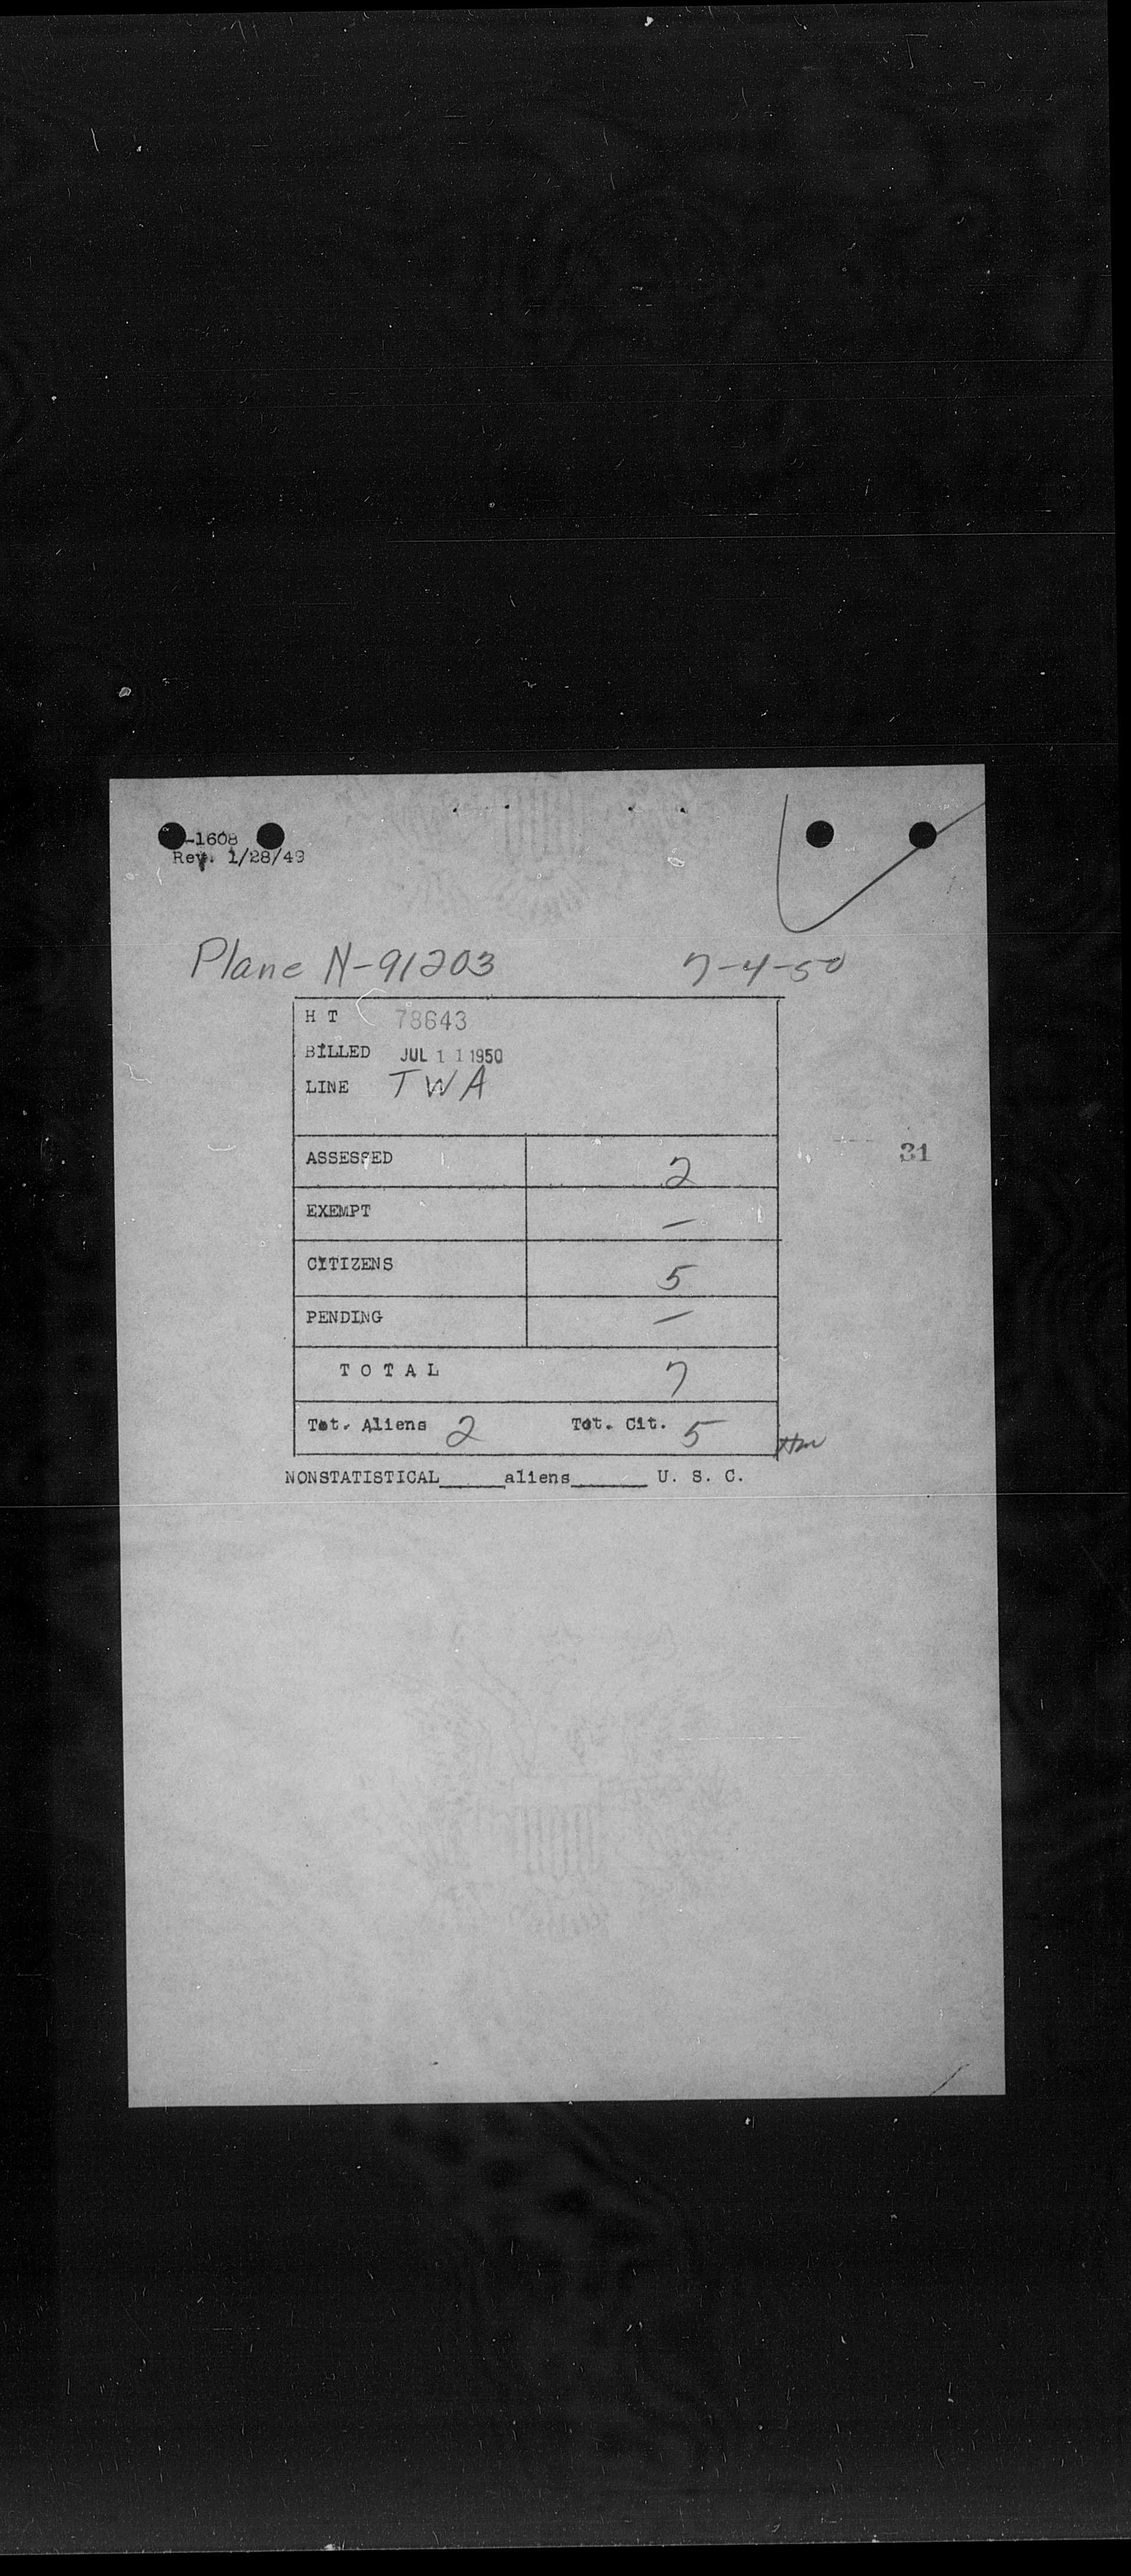 -1608
Rev. 1/28/49
Plane N-91203 7-4-50
H T 78643
BILLED JUL 1 1 1950
LINE TWA
ASSESSED 2
31
EXEMPT —
CITIZENS 5
PENDING —
T O T A L 7
Tot. Aliens 2 Tot. Cit. 5
NONSTATISTICAL_____aliens______ U. S. C.